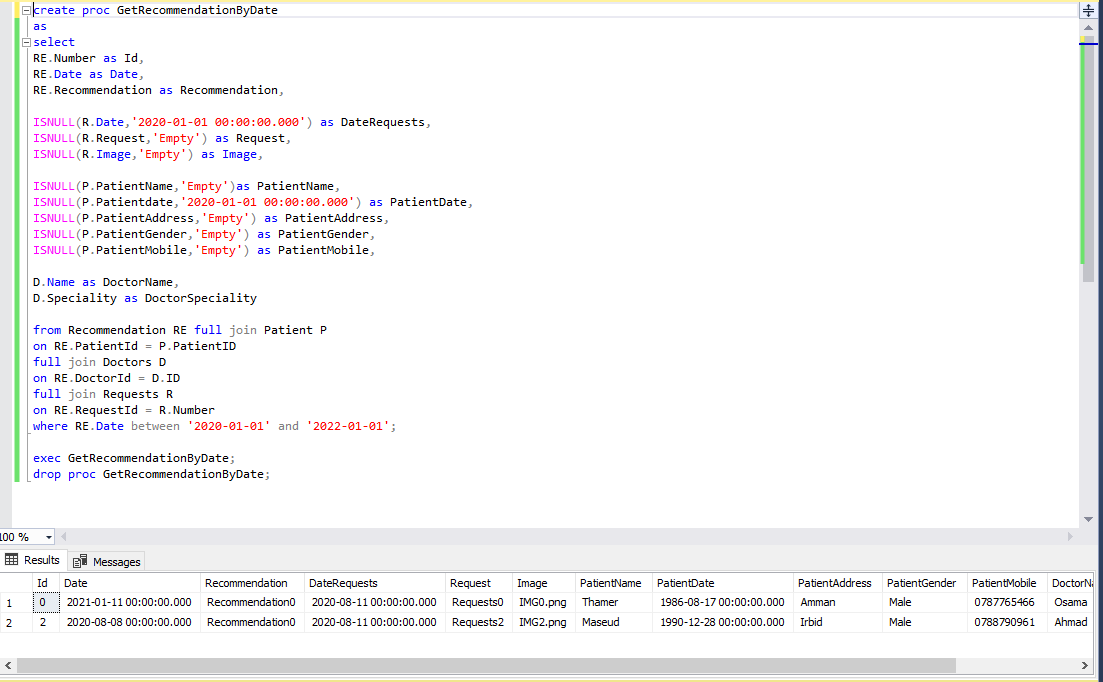 create proc GetRecommendationByDate
as
select
RE.Number as Id,
RE.Date as Date,
RE.Recommendation as Recommendation,
ISNULL(R.Date,'2020-01-01 00:00:00.000') as DateRequests,
ISNULL(R.Request,'Empty') as Request,
ISNULL(R.Image,'Empty') as Image,
ISNULL(P.PatientName,'Empty')as PatientName,
ISNULL(P.Patientdate,'2020-01-01 00:00:00.000') as PatientDate,
ISNULL(P.PatientAddress,'Empty') as PatientAddress,
ISNULL(P.PatientGender,'Empty') as PatientGender,
ISNULL(P.PatientMobile,'Empty') as PatientMobile,
D.Name as DoctorName,
D.Speciality as DoctorSpeciality
from Recommendation RE full join Patient P
on RE.PatientId = P.PatientID
full join Doctors D
on RE.DoctorId = D.ID
full join Requests R
on RE.RequestId = R.Number
where RE.Date between '2020-01-01' and '2022-01-01';
exec GetRecommendationByDate;
drop proc GetRecommendationByDate;
100 %
Results Messages
Id Date Recommendation DateRequests Request Image PatientName PatientDate PatientAddress PatientGender PatientMobile DoctorNa
1 0 2021-01-11 00:00:00.000 Recommendation0 2020-08-11 00:00:00.000 Requests0 IMG0.png Thamer 1986-08-17 00:00:00.000 Amman Male 0787765466 Osama
2 2 2020-08-08 00:00:00.000 Recommendation0 2020-08-11 00:00:00.000 Requests2 IMG2.png Maseud 1990-12-28 00:00:00.000 Irbid Male 0788790961 Ahmad